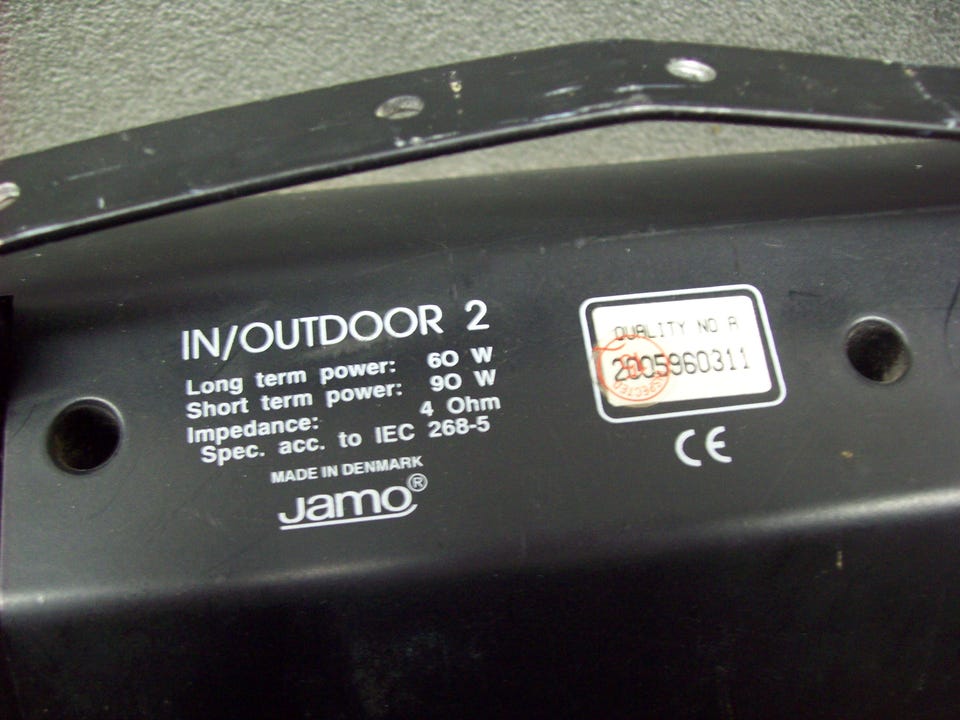 IN/OUTDOOR 2
Long term power: 60 W
Short term power: 90 W
Impedance: 4 Ohm
Spec. acc. to IEC 268-5
MADE IN DENMARK
Jamo®
QUALITY NO A
2005960311
CE